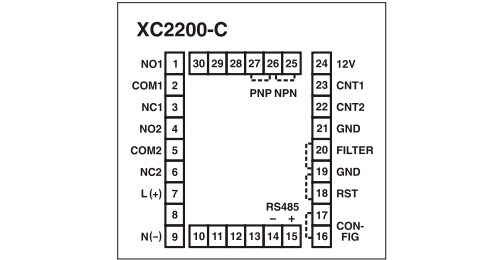 XC2200-C
NO1 1 30 29 28 27 26 25 24 12V
COM1 2 PNP NPN 23 CNT1
NC1 3 22 CNT2
NO2 4 21 GND
COM2 5 20 FILTER
NC2 6 19 GND
L(+) 7 18 RST
8 RS485 17 CON-
N(−) 9 10 11 12 13 14 15 − + 16 FIG